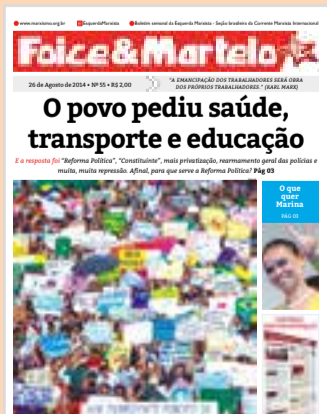 www.marxismo.org.br EsquerdaMarxista Boletim semanal da Esquerda Marxista - Seção brasileira da Corrente Marxista Internacional
Foice&Martelo
26 de Agosto de 2014 • Nº 55 • R$ 2,00
"A EMANCIPAÇÃO DOS TRABALHADORES SERÁ OBRA
DOS PRÓPRIOS TRABALHADORES." (KARL MARX)
O povo pediu saúde,
transporte e educação
E a resposta foi "Reforma Política", "Constituinte", mais privatização, rearmamento geral das polícias e
muita, muita repressão. Afinal, para que serve a Reforma Política? Pág 03
O que
quer
Marina
PÁG 02